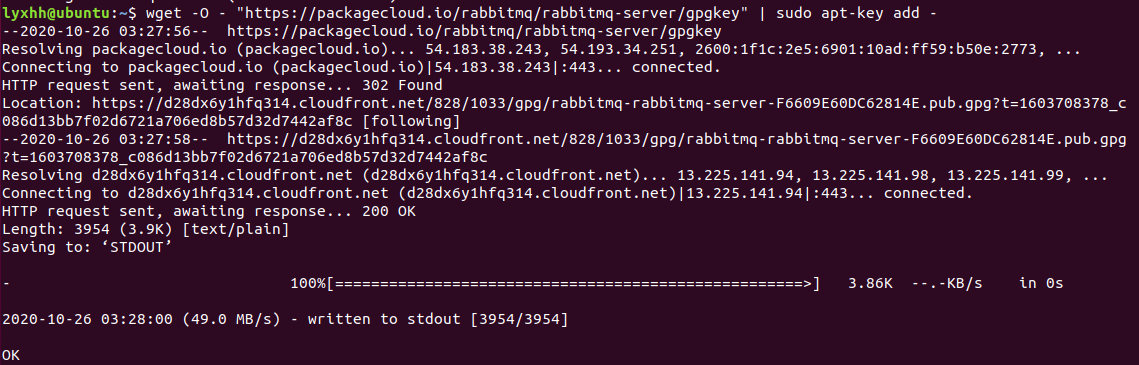 lyxhh@ubuntu:~$ wget -O - "https://packagecloud.io/rabbitmq/rabbitmq-server/gpgkey" | sudo apt-key add -
--2020-10-26 03:27:56--  https://packagecloud.io/rabbitmq/rabbitmq-server/gpgkey
Resolving packagecloud.io (packagecloud.io)... 54.183.38.243, 54.193.34.251, 2600:1f1c:2e5:6901:10ad:ff59:b50e:2773, ...
Connecting to packagecloud.io (packagecloud.io)|54.183.38.243|:443... connected.
HTTP request sent, awaiting response... 302 Found
Location: https://d28dx6y1hfq314.cloudfront.net/828/1033/gpg/rabbitmq-rabbitmq-server-F6609E60DC62814E.pub.gpg?t=1603708378_c
086d13bb7f02d6721a706ed8b57d32d7442af8c [following]
--2020-10-26 03:27:58--  https://d28dx6y1hfq314.cloudfront.net/828/1033/gpg/rabbitmq-rabbitmq-server-F6609E60DC62814E.pub.gpg
?t=1603708378_c086d13bb7f02d6721a706ed8b57d32d7442af8c
Resolving d28dx6y1hfq314.cloudfront.net (d28dx6y1hfq314.cloudfront.net)... 13.225.141.94, 13.225.141.98, 13.225.141.99, ...
Connecting to d28dx6y1hfq314.cloudfront.net (d28dx6y1hfq314.cloudfront.net)|13.225.141.94|:443... connected.
HTTP request sent, awaiting response... 200 OK
Length: 3954 (3.9K) [text/plain]
Saving to: ‘STDOUT’
-                               100%[====================================================>]   3.86K  --.-KB/s    in 0s
2020-10-26 03:28:00 (49.0 MB/s) - written to stdout [3954/3954]
OK